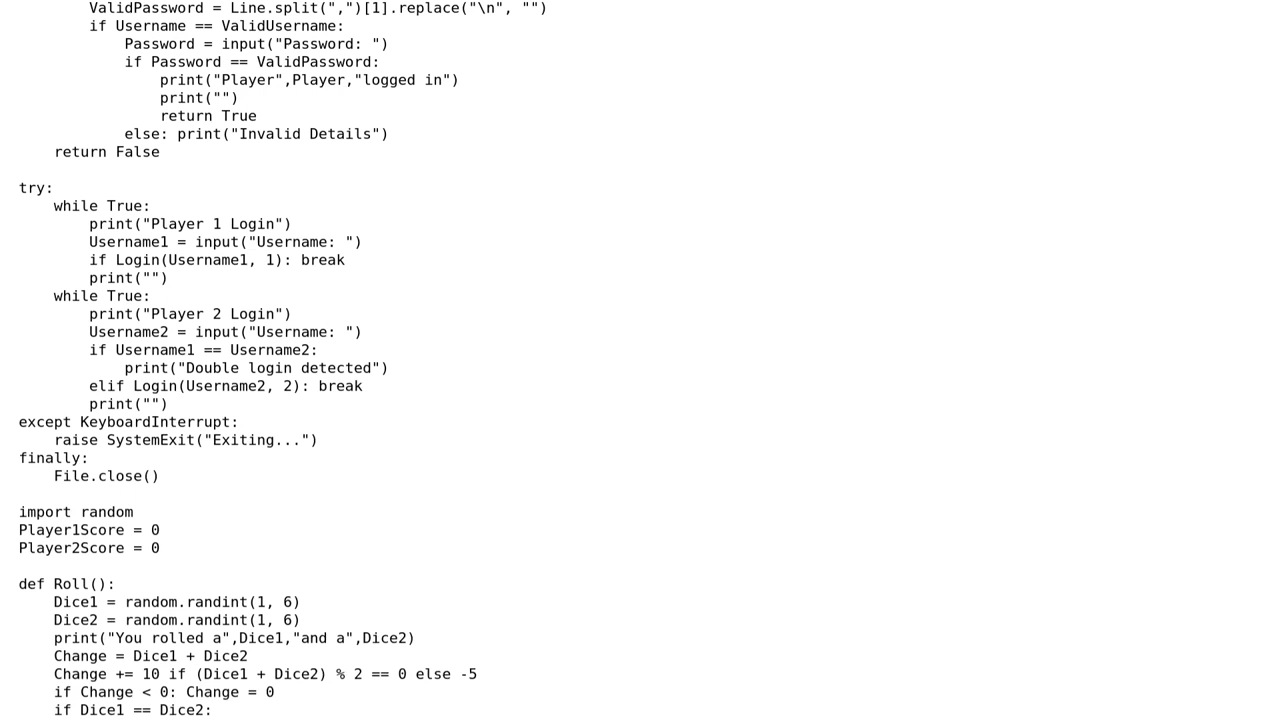 ValidPassword = Line.split(",")[1].replace("\n", "")
        if Username == ValidUsername:
            Password = input("Password: ")
            if Password == ValidPassword:
                print("Player",Player,"logged in")
                print("")
                return True
            else: print("Invalid Details")
    return False

try:
    while True:
        print("Player 1 Login")
        Username1 = input("Username: ")
        if Login(Username1, 1): break
        print("")
    while True:
        print("Player 2 Login")
        Username2 = input("Username: ")
        if Username1 == Username2:
            print("Double login detected")
        elif Login(Username2, 2): break
        print("")
except KeyboardInterrupt:
    raise SystemExit("Exiting...")
finally:
    File.close()

import random
Player1Score = 0
Player2Score = 0

def Roll():
    Dice1 = random.randint(1, 6)
    Dice2 = random.randint(1, 6)
    print("You rolled a",Dice1,"and a",Dice2)
    Change = Dice1 + Dice2
    Change += 10 if (Dice1 + Dice2) % 2 == 0 else -5
    if Change < 0: Change = 0
    if Dice1 == Dice2: